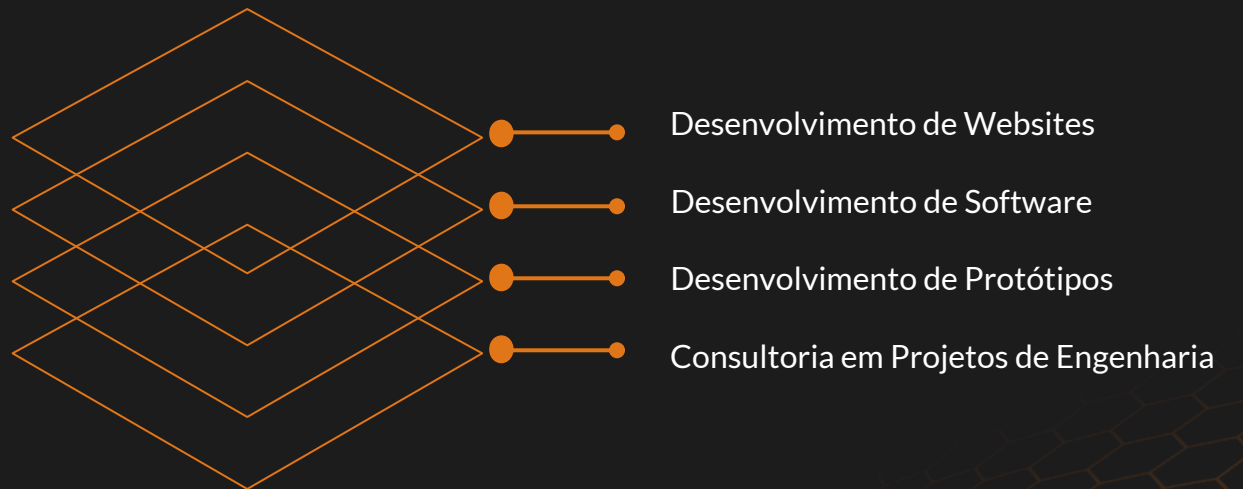 Desenvolvimento de Websites
Desenvolvimento de Software
Desenvolvimento de Protótipos
Consultoria em Projetos de Engenharia